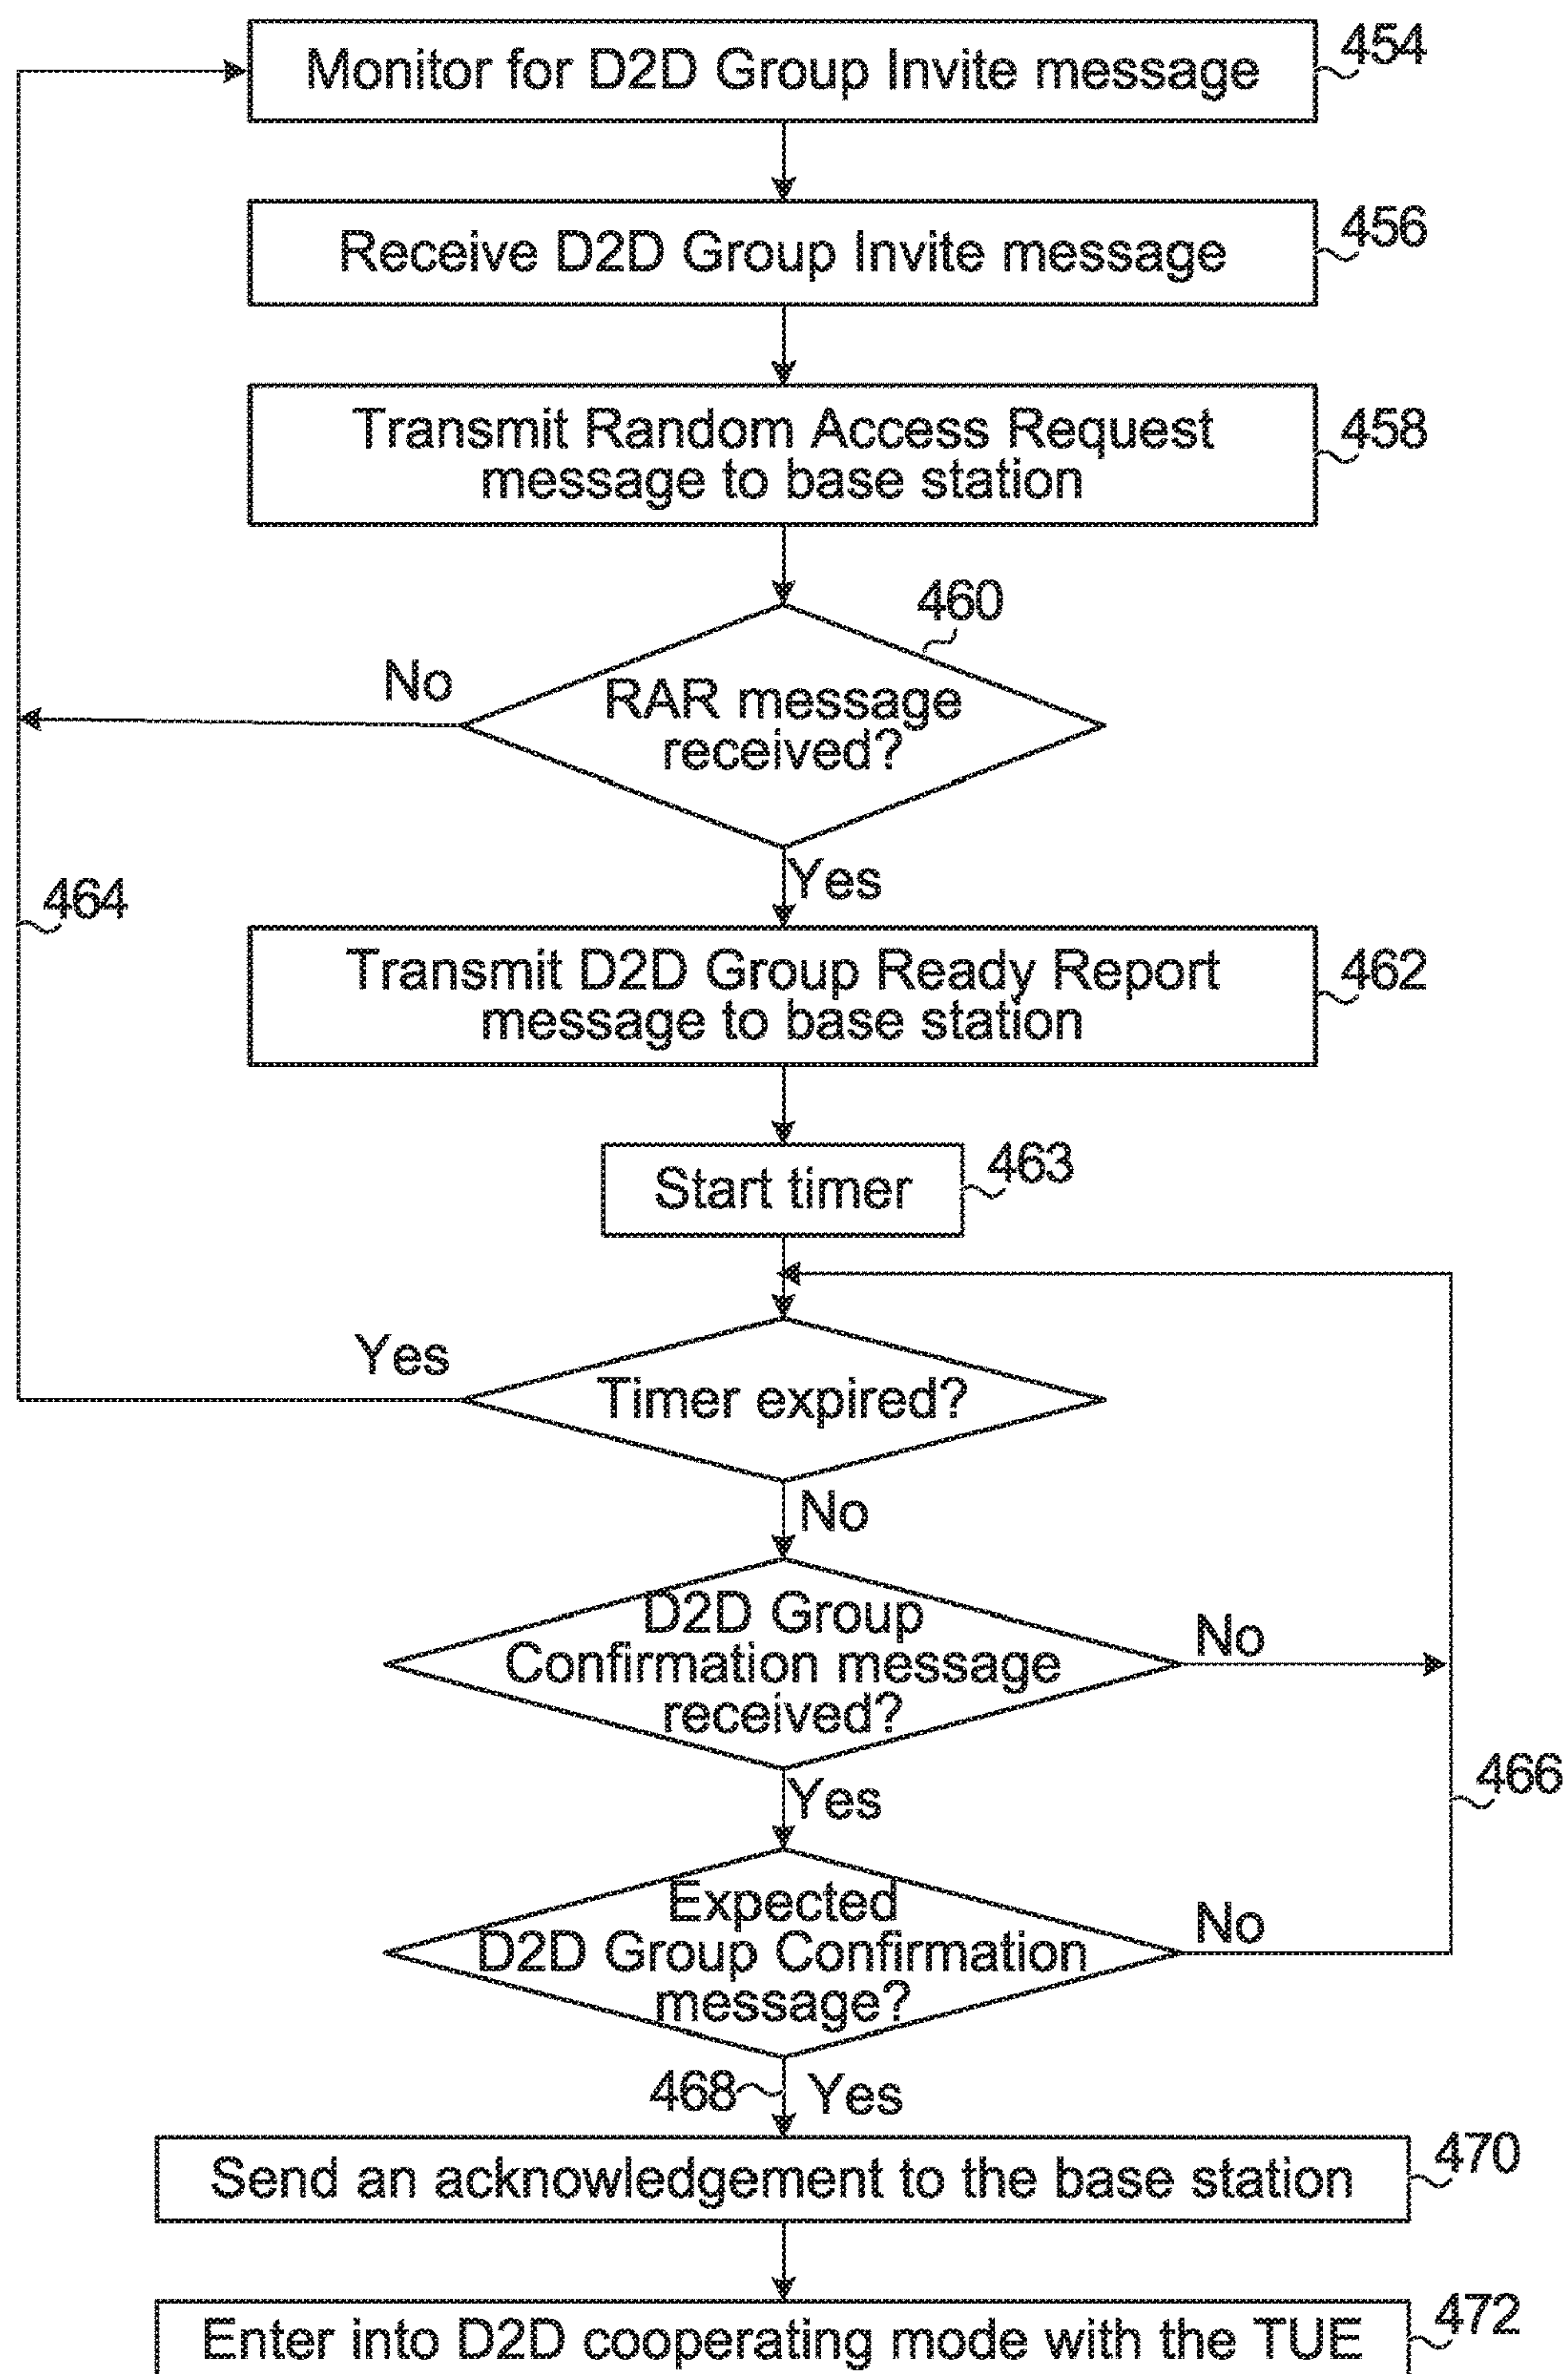 Monitor for D2D Group Invite message
454
Receive D2D Group Invite message
456
Transmit Random Access Request
message to base station
458
460
RAR message
received?
No
Yes
464
Transmit D2D Group Ready Report
message to base station
462
Start timer
463
Yes
Timer expired?
No
D2D Group
Confirmation message
received?
No
Yes
466
Expected
D2D Group Confirmation
message?
No
468
Yes
Send an acknowledgement to the base station
470
Enter into D2D cooperating mode with the TUE
472